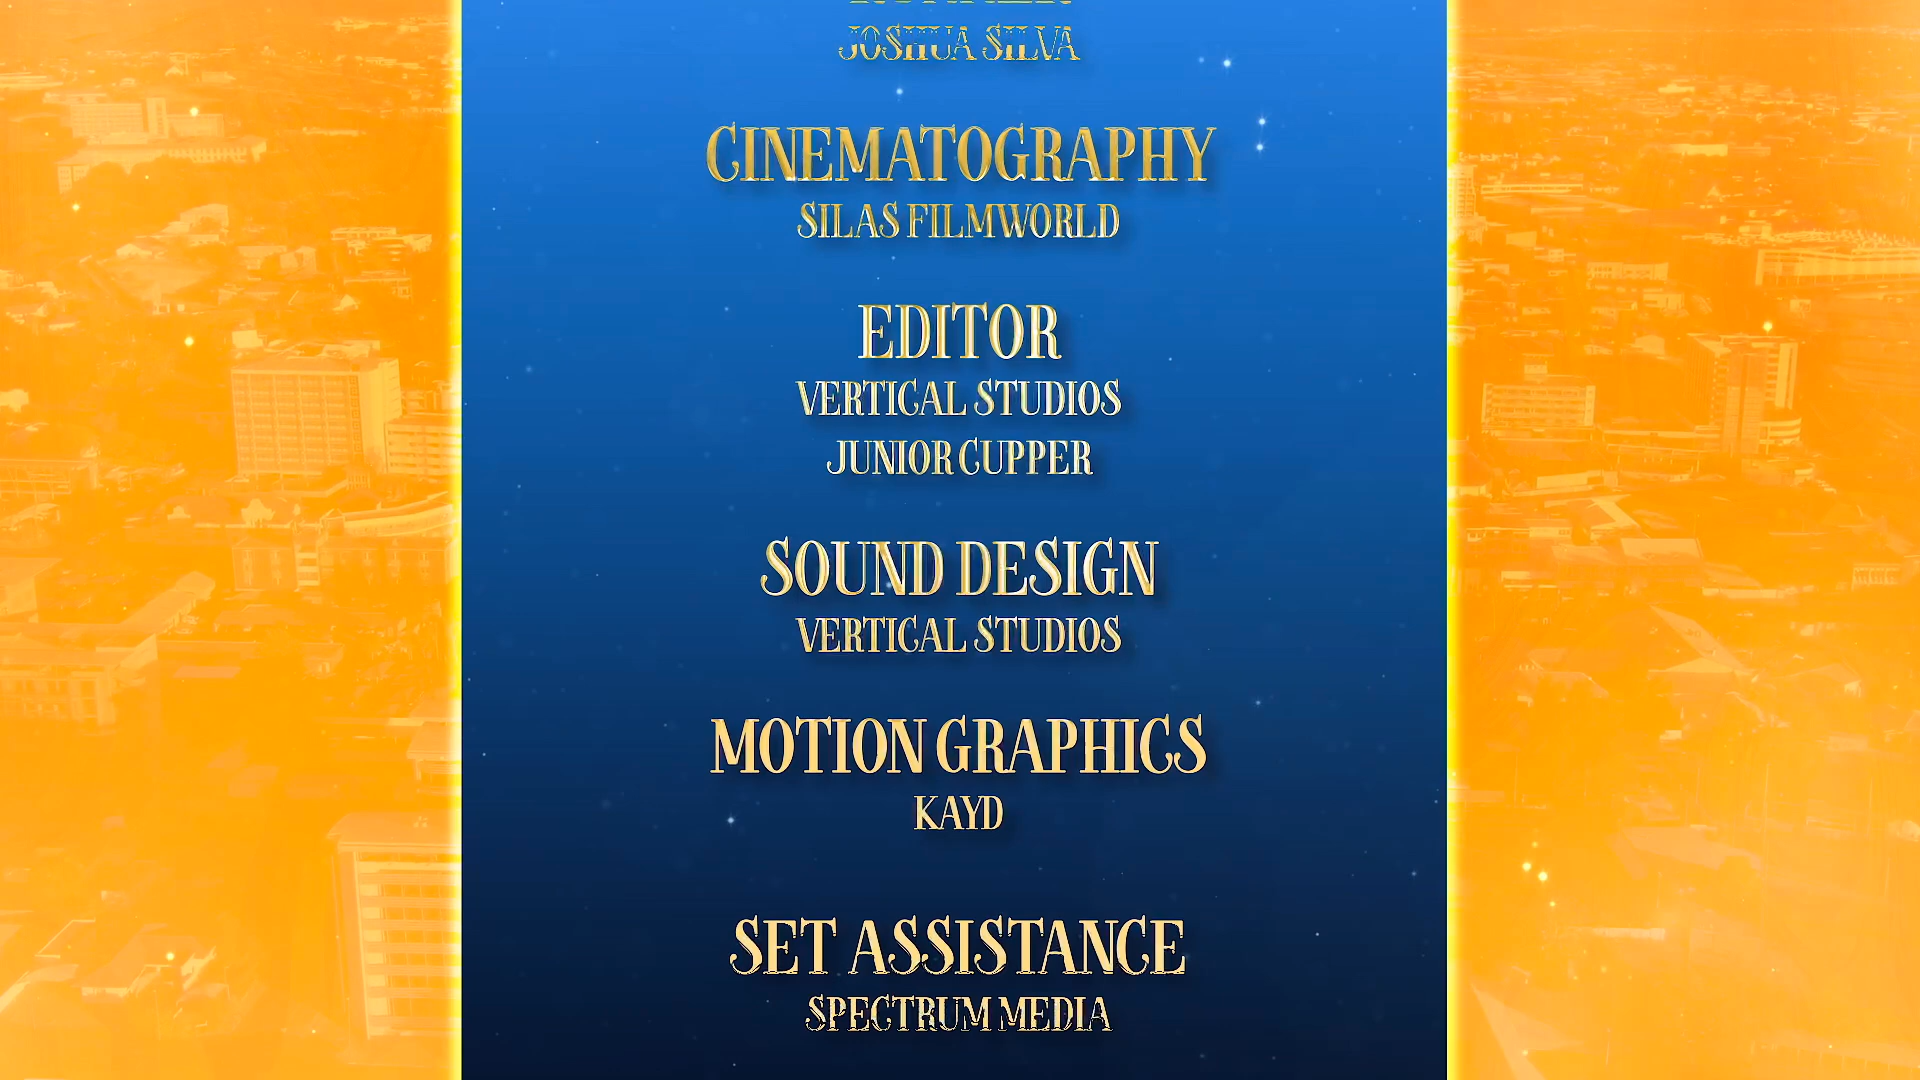 JOSHUA SILVA
CINEMATOGRAPHY
SILAS FILMWORLD
EDITOR
VERTICAL STUDIOS
JUNIOR CUPPER
SOUND DESIGN
VERTICAL STUDIOS
MOTION GRAPHICS
KAYD
SET ASSISTANCE
SPECTRUM MEDIA